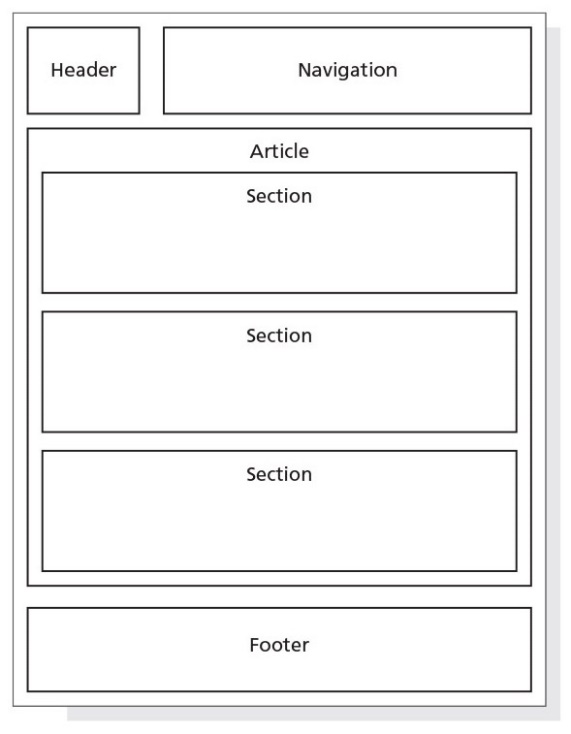 Header
Navigation
Article
Section
Section
Section
Footer